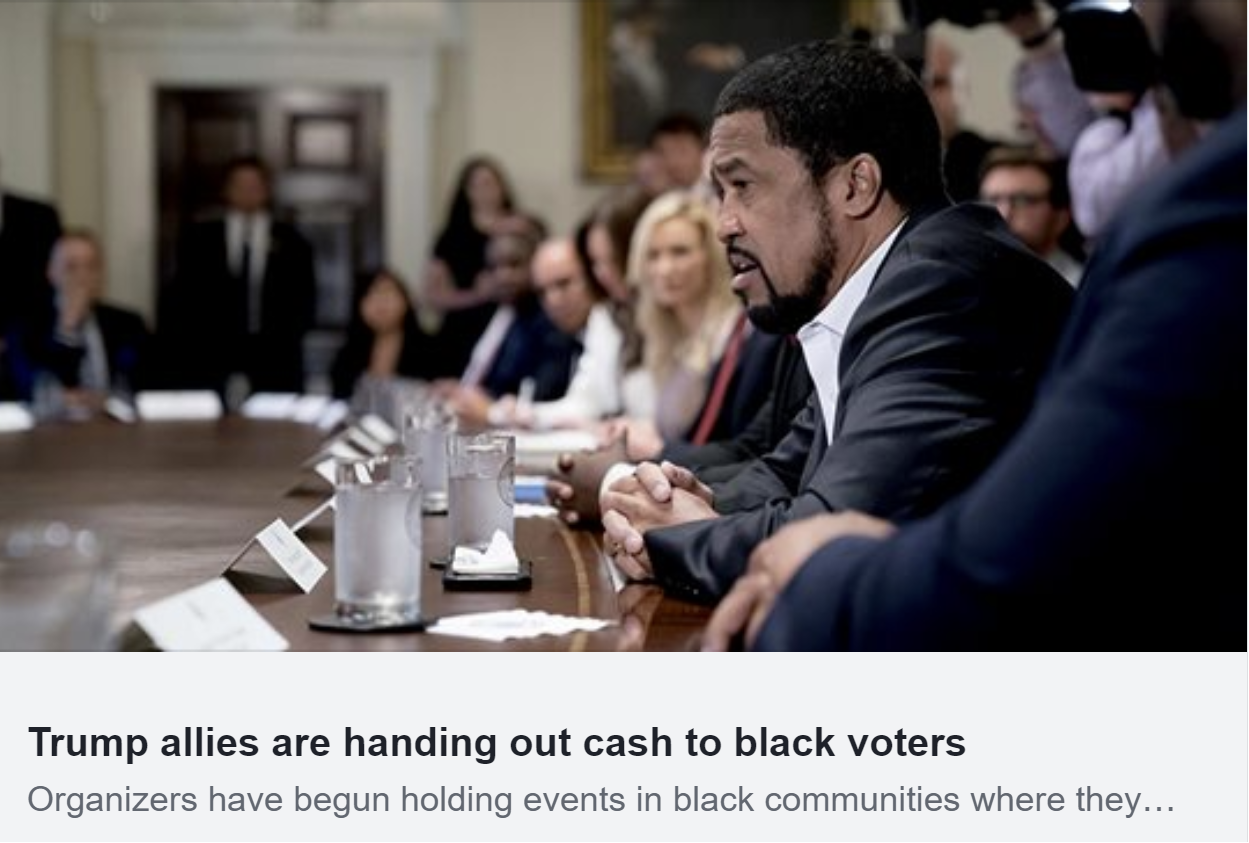 Trump allies are handing out cash to black voters
Organizers have begun holding events in black communities where they…